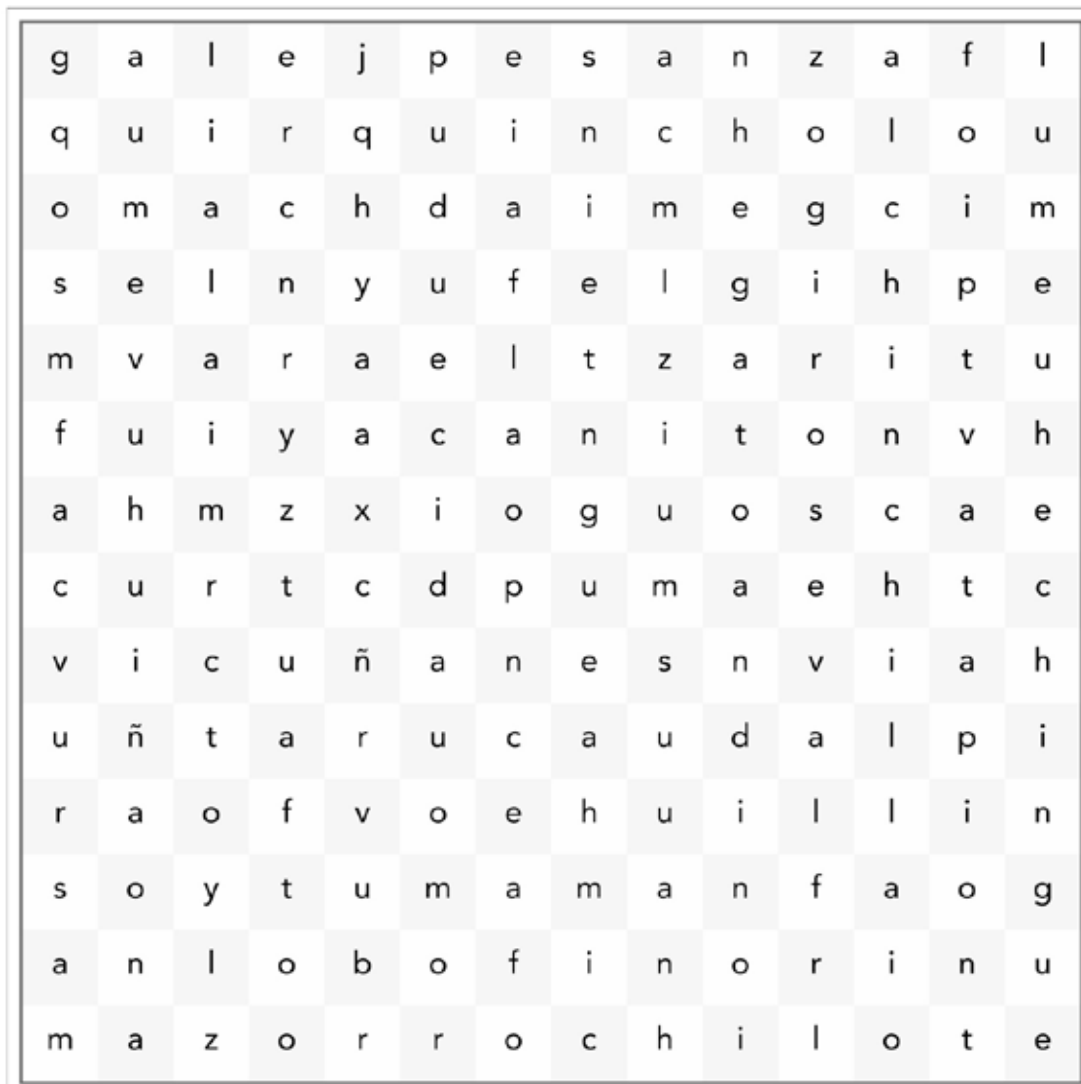 g a l e j p e s a n z a f l
q u i r q u i n c h o l o u
o m a c h d a i m e g c i m
s e l n y u f e l g i h p e
m v a r a e l t z a r i t u
f u i y a c a n i t o n v h
a h m z x i o g u o s c a e
c u r t c d p u m a e h t c
v i c u ñ a n e s n v i a h
u ñ t a r u c a u d a l p i
r a o f v o e h u i l l i n
s o y t u m a m a n f a o g
a n l o b o f i n o r i n u
m a z o r r o c h i l o t e